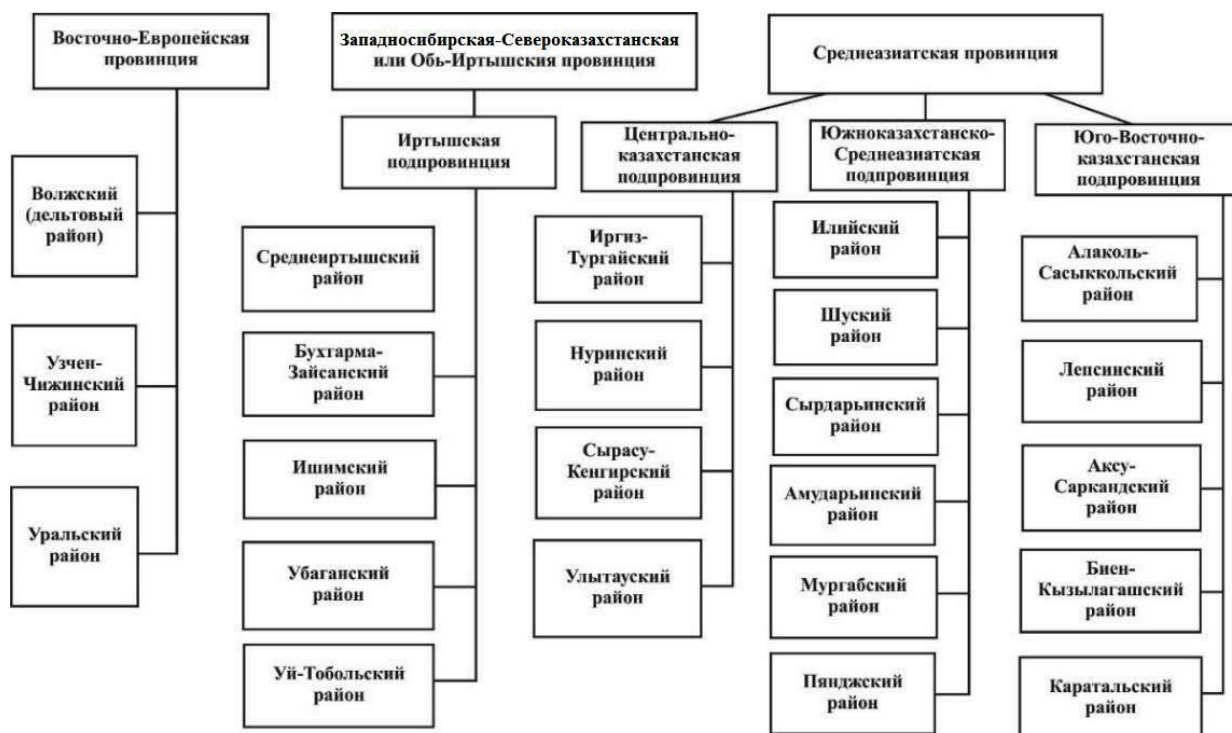 Восточно-Европейская
провинция
Западносибирская-Североказахстанская
или Обь-Иртышския провинция
Среднеазиатская провинция
Иртышская
подпровинция
Центрально-
казахстанская
подпровинция
Южноказахстанско-
Среднеазиатская
подпровинция
Юго-Восточно-
казахстанская
подпровинция
Волжский
(дельтовый
район)
Узчен-
Чижинский
район
Уральский
район
Среднеиртышский
район
Бухтарма-
Зайсанский
район
Ишимский
район
Убаганский
район
Уй-Тобольский
район
Иргиз-
Тургайский
район
Нуринский
район
Сырасу-
Кенгирский
район
Улытауский
район
Илийский
район
Шуский
район
Сырдарьинский
район
Амударьинский
район
Мургабский
район
Пянджский
район
Алаколь-
Сасыккольский
район
Лепсинский
район
Аксу-
Саркандский
район
Биен-
Кызылагашский
район
Каратальский
район